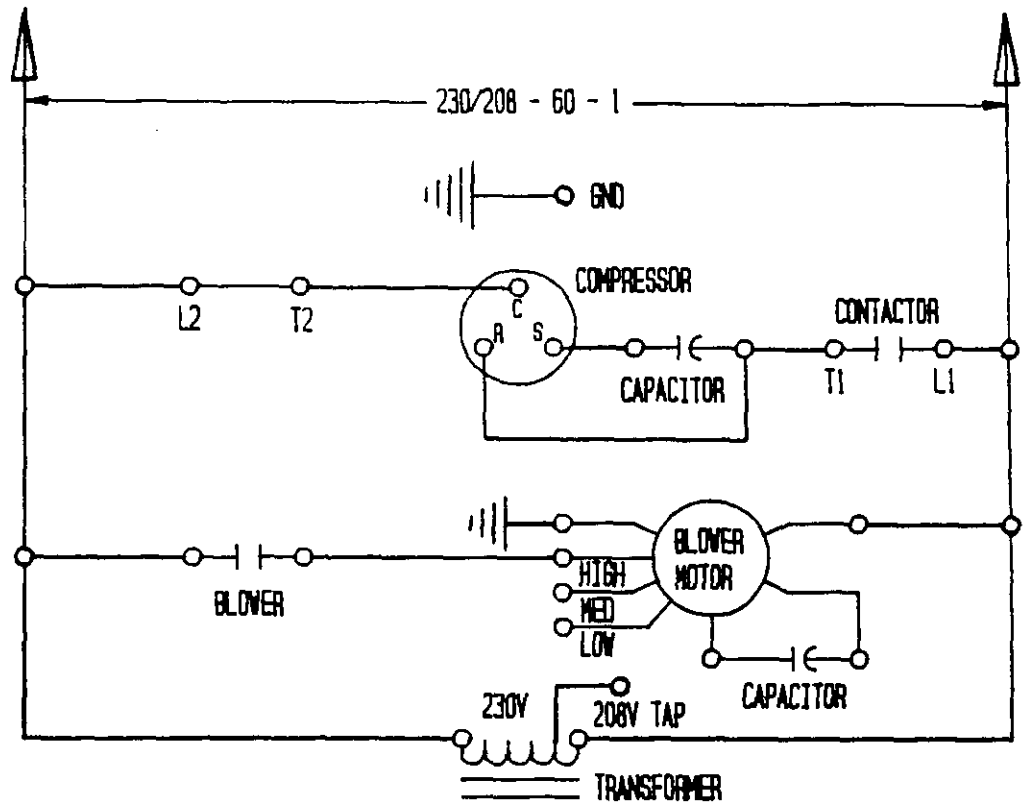 230/208 - 60 - 1
GND
COMPRESSOR
C
R S
L2 T2
CONTACTOR
CAPACITOR
T1 L1
BLOWER
MOTOR
HIGH
MED
LOW
BLOWER
CAPACITOR
230V
208V TAP
TRANSFORMER